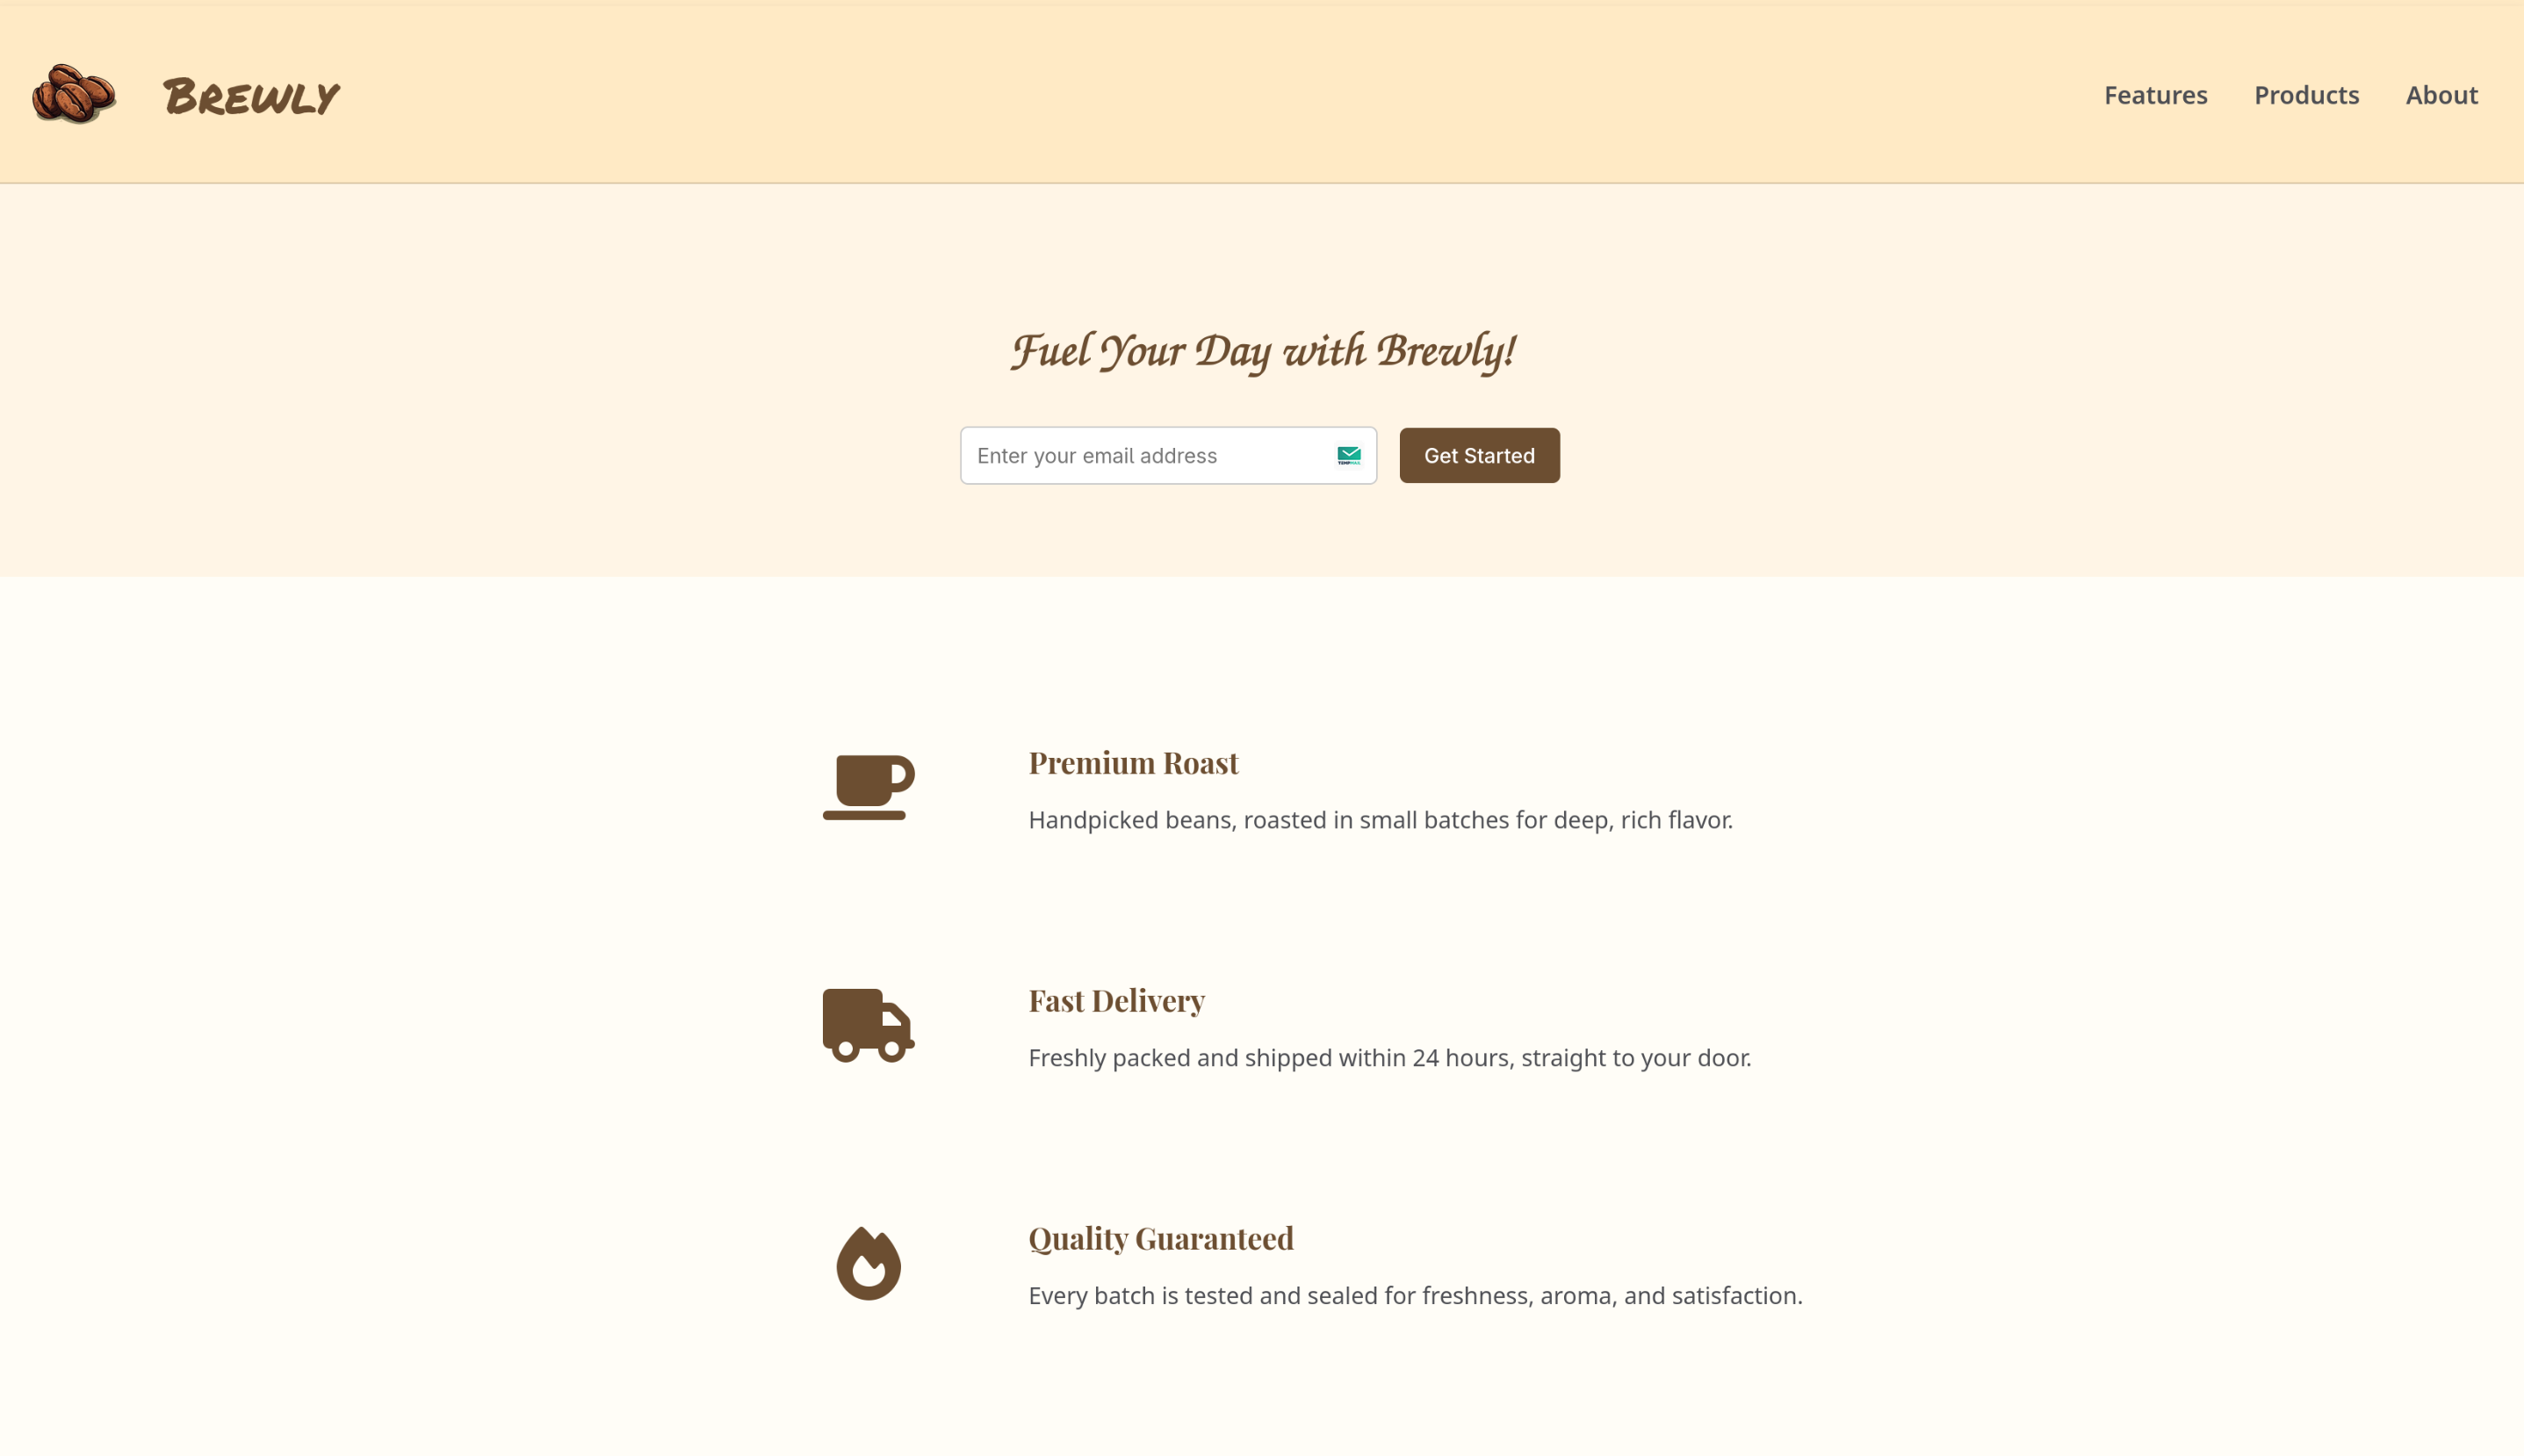 Brewly
Features Products About
Fuel Your Day with Brewly!
Enter your email address
Get Started
Premium Roast
Handpicked beans, roasted in small batches for deep, rich flavor.
Fast Delivery
Freshly packed and shipped within 24 hours, straight to your door.
Quality Guaranteed
Every batch is tested and sealed for freshness, aroma, and satisfaction.